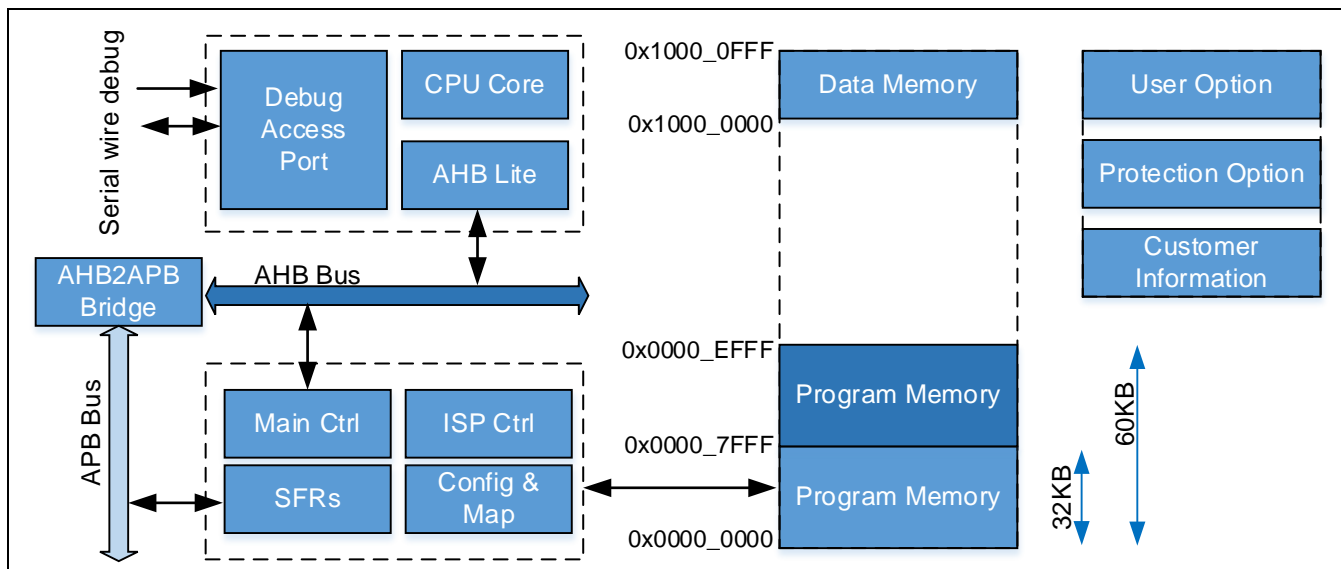 Serial wire debug
Debug
Access
Port
CPU Core
AHB Lite
AHB2APB
Bridge
AHB Bus
APB Bus
Main Ctrl
ISP Ctrl
SFRs
Config &
Map
0x1000_0FFF
0x1000_0000
Data Memory
0x0000_EFFF
Program Memory
0x0000_7FFF
Program Memory
0x0000_0000
User Option
Protection Option
Customer
Information
32KB
60KB